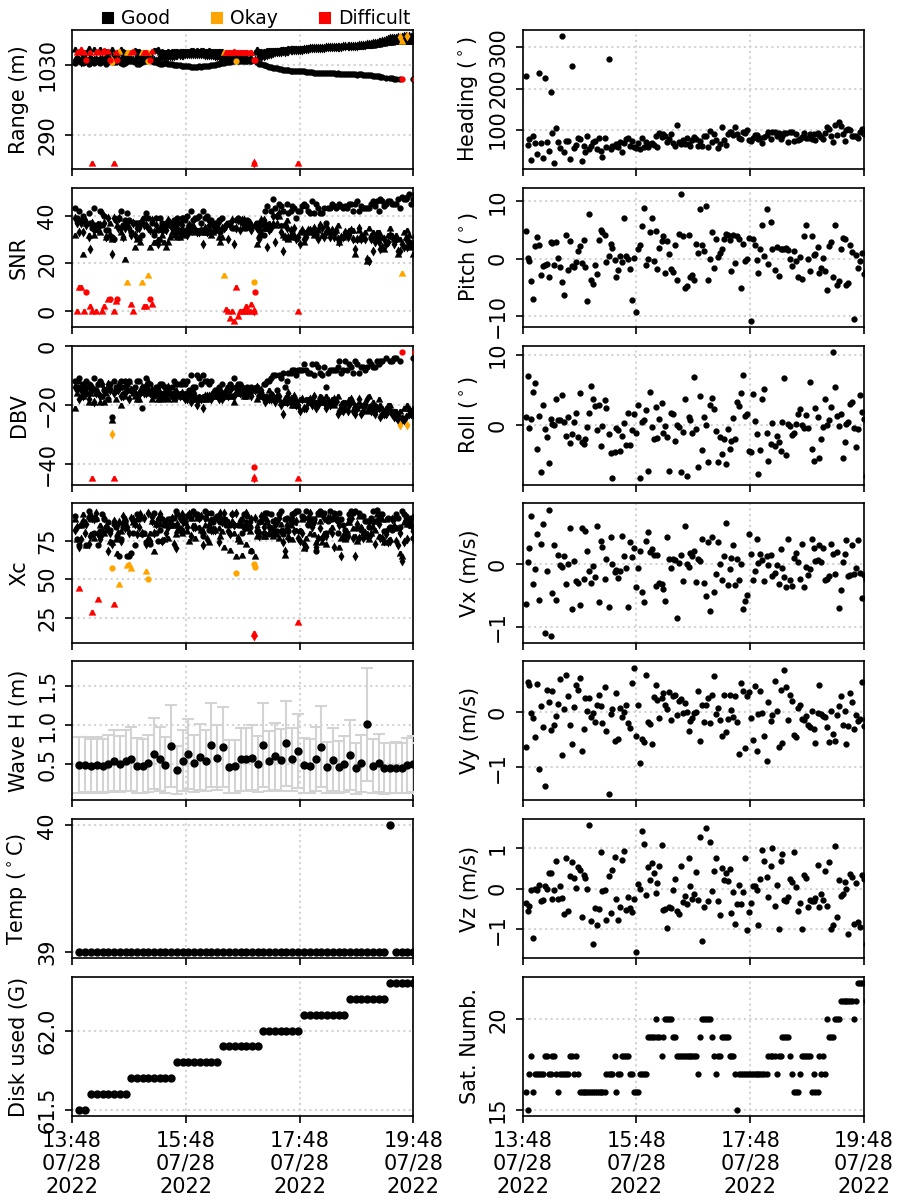 Good Okay Difficult
Range (m)
1030
290
Heading (°)
300
200
100
SNR
40
20
0
Pitch (°)
10
0
−10
DBV
0
−20
−40
Roll (°)
10
0
Xc
75
50
25
Vx (m/s)
0
−1
Wave H (m)
1.5
1.0
0.5
Vy (m/s)
0
−1
Temp (°C)
40
39
Vz (m/s)
1
0
−1
Disk used (G)
62.0
61.5
Sat. Numb.
20
15
13:48 15:48 17:48 19:48
07/28 07/28 07/28 07/28
2022 2022 2022 2022
13:48 15:48 17:48 19:48
07/28 07/28 07/28 07/28
2022 2022 2022 2022